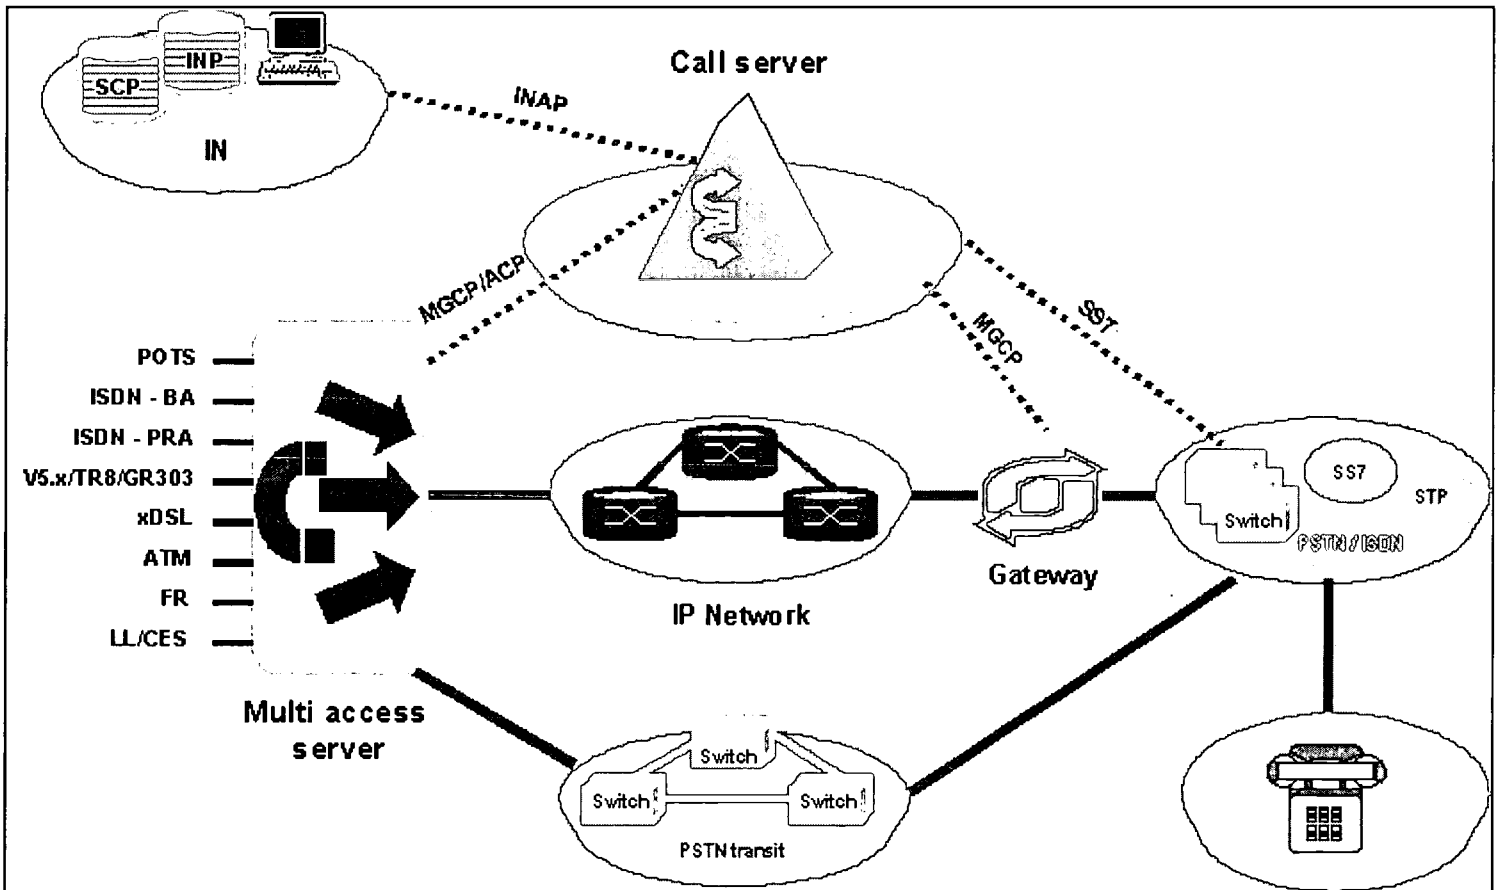 INP
SCP
IN
INAP
Call server
MGCP/ACP
SS7
MGCP
POTS
ISDN - BA
ISDN - PRA
V5.x/TR8/GR303
xDSL
ATM
FR
LL/CES
Multi access
server
IP Network
Gateway
SS7
STP
Switch
PSTN / ISDN
Switch
Switch
Switch
PSTN transit